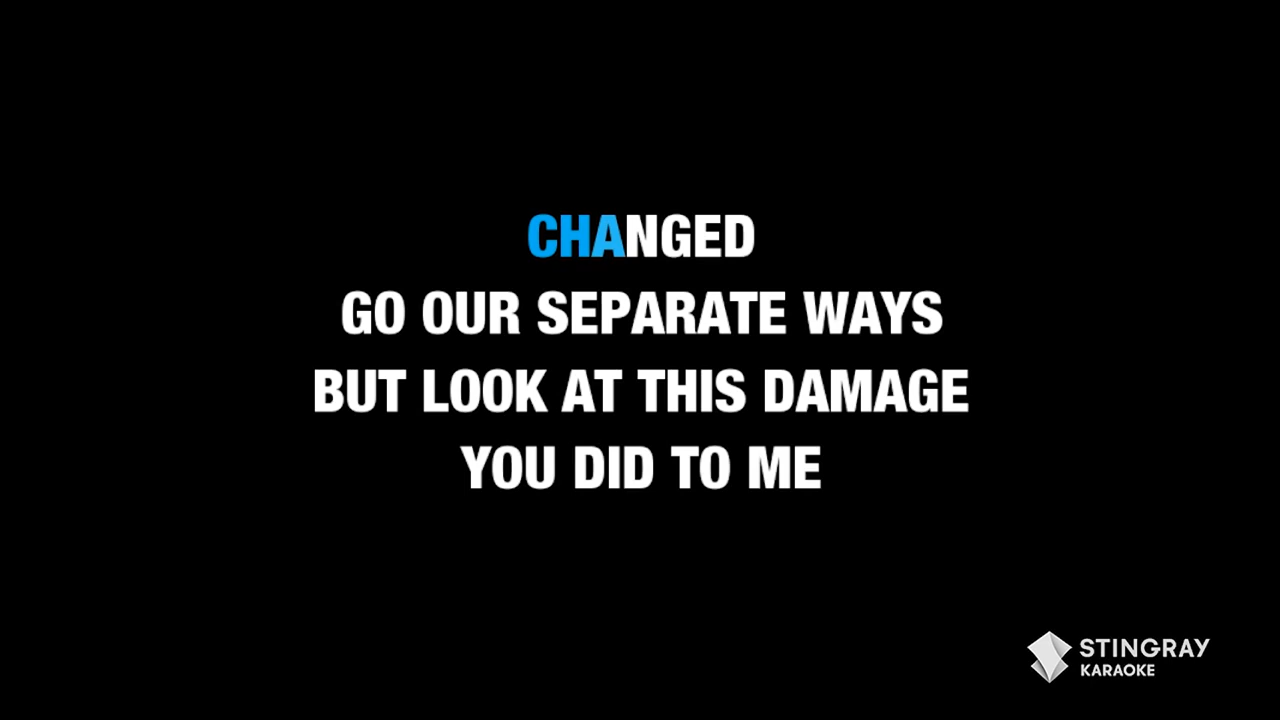 CHANGED
GO OUR SEPARATE WAYS
BUT LOOK AT THIS DAMAGE
YOU DID TO ME
STINGRAY
KARAOKE